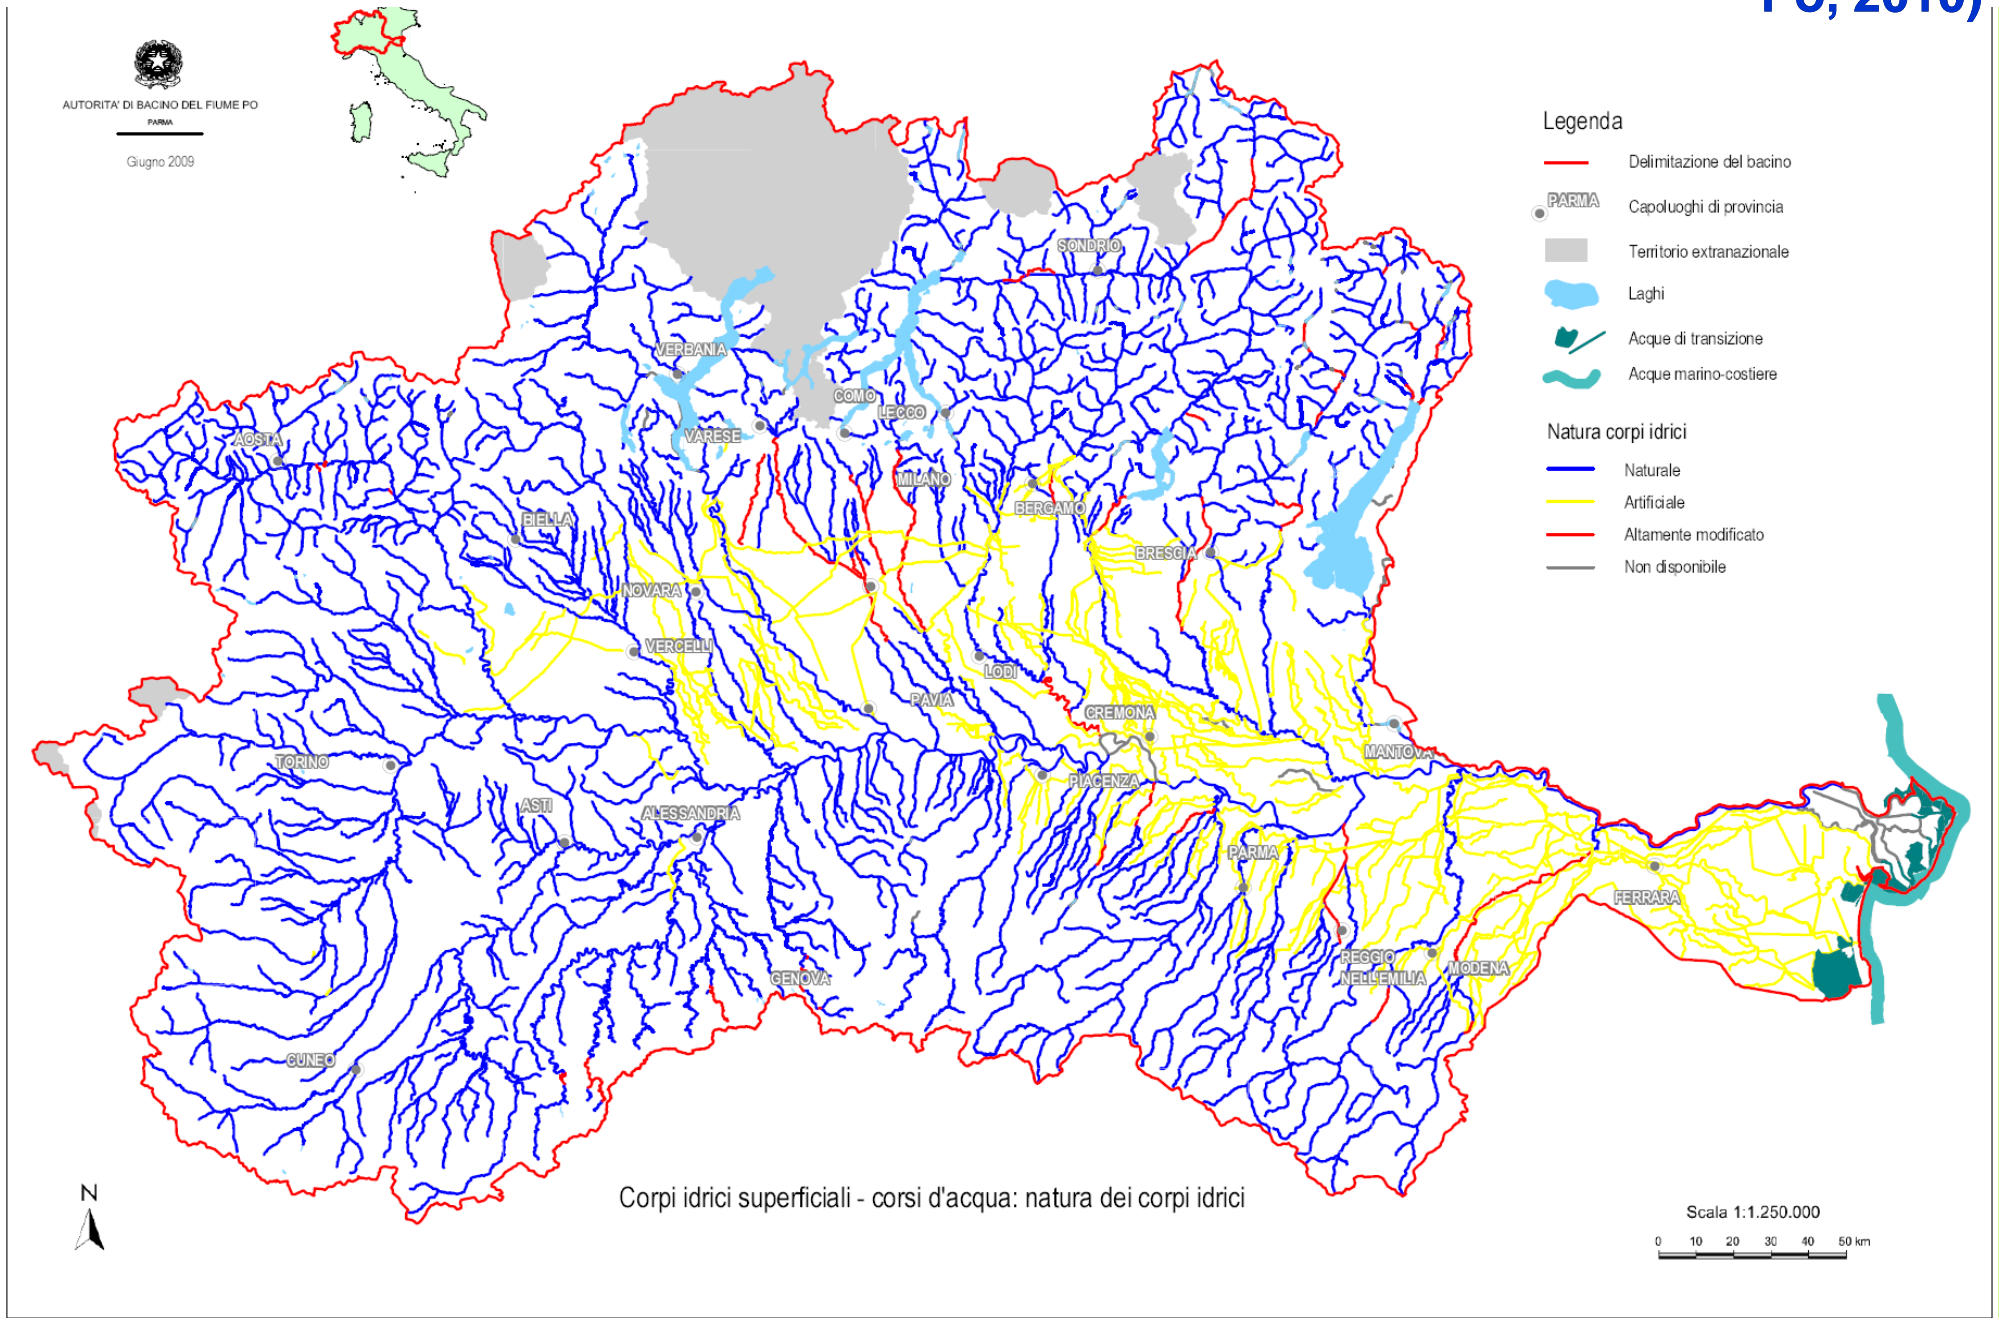 2010)
AUTORITA' DI BACINO DEL FIUME PO
PARMA
Giugno 2009
Legenda
Delimitazione del bacino
PARMA
Capoluoghi di provincia
Territorio extranazionale
Laghi
Acque di transizione
Acque marino-costiere
Natura corpi idrici
Naturale
Artificiale
Altamente modificato
Non disponibile
SONDRIO
VERBANIA
COMO
LECCO
VARESE
AOSTA
MILANO
BERGAMO
BIELLA
BRESCIA
NOVARA
VERCELLI
LODI
PAVIA
CREMONA
MANTOVA
TORINO
PIACENZA
ASTI
ALESSANDRIA
PARMA
FERRARA
REGGIO
NELL'EMILIA
MODENA
GENOVA
CUNEO
N
Corpi idrici superficiali - corsi d'acqua: natura dei corpi idrici
Scala 1:1.250.000
0 10 20 30 40 50 km